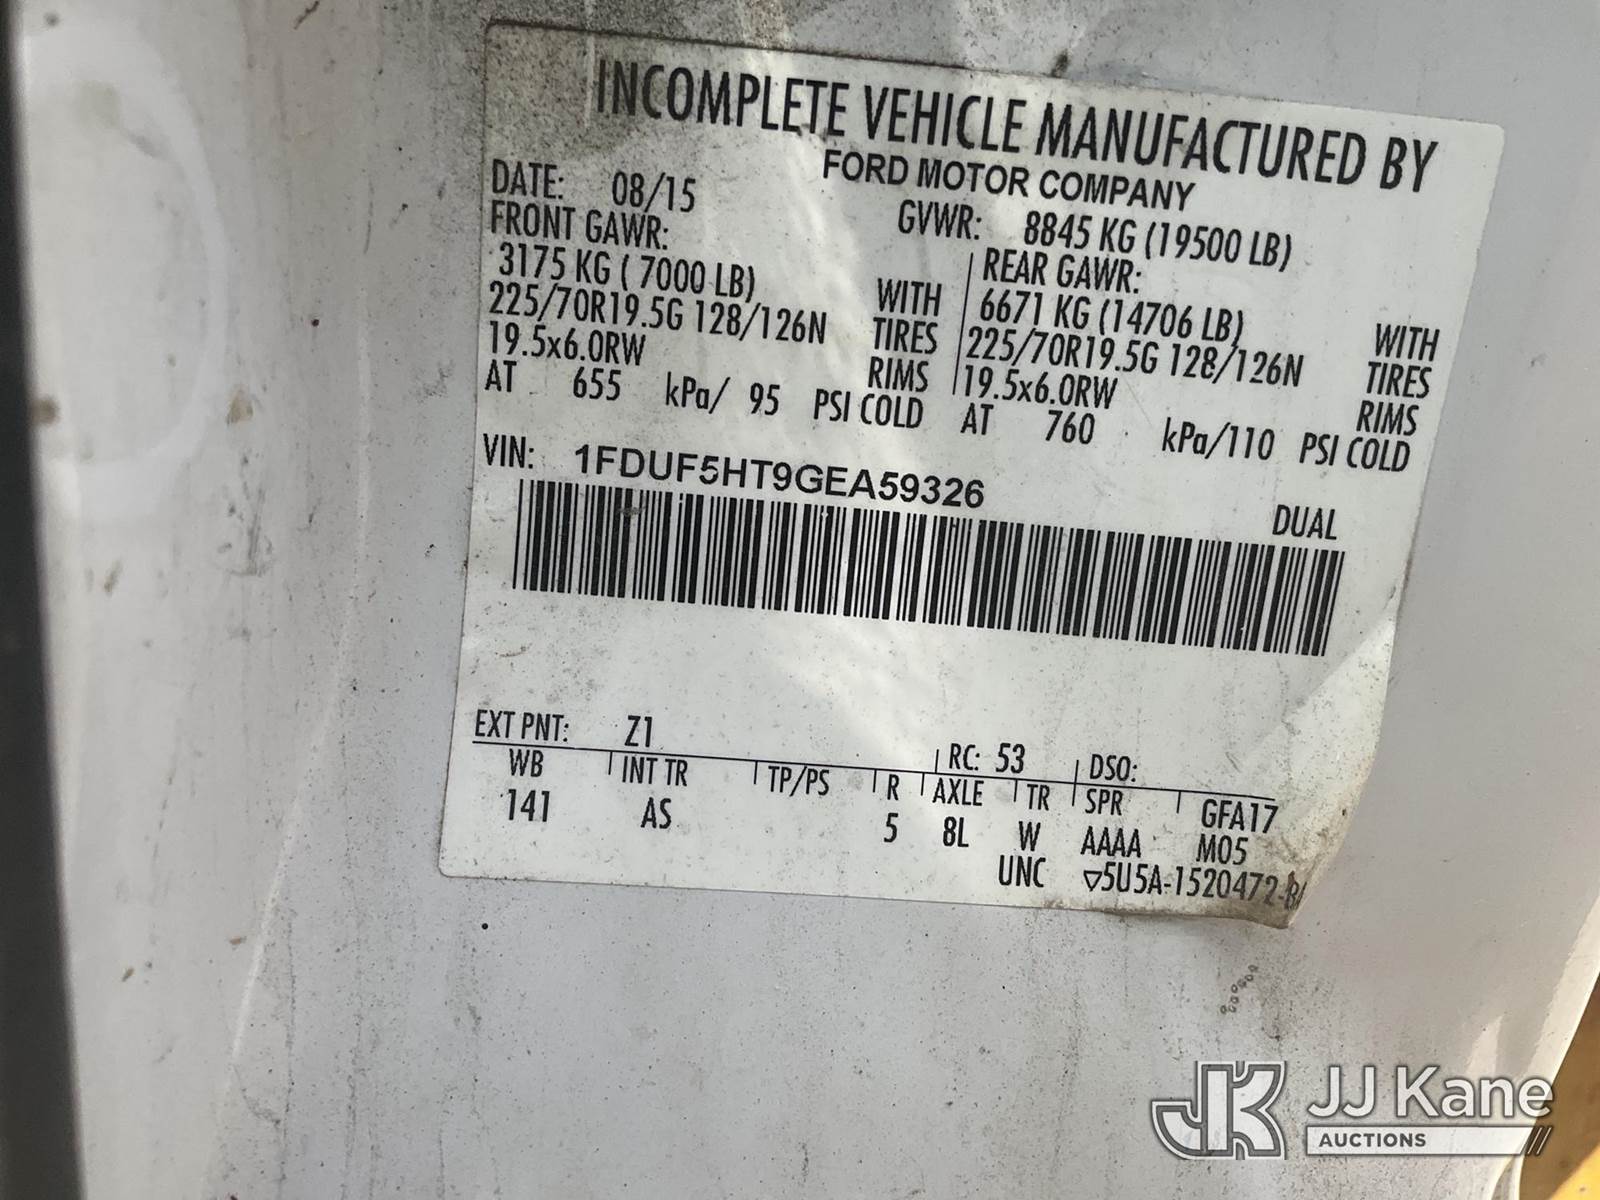 INCOMPLETE VEHICLE MANUFACTURED BY
FORD MOTOR COMPANY
DATE: 08/15 GVWR: 8845 KG (19500 LB)
FRONT GAWR: REAR GAWR:
3175 KG ( 7000 LB) WITH 6671 KG (14706 LB) WITH
225/70R19.5G 128/126N TIRES 225/70R19.5G 128/126N TIRES
19.5x6.0RW RIMS 19.5x6.0RW RIMS
AT 655 kPa/ 95 PSI COLD AT 760 kPa/110 PSI COLD
VIN: 1FDUF5HT9GEA59326
DUAL
EXT PNT: Z1 RC: 53 DSO:
WB INT TR TP/PS R AXLE TR SPR GFA17
141 AS 5 8L W AAAA M05
UNC ▽5U5A-1520472-
JJ Kane
AUCTIONS